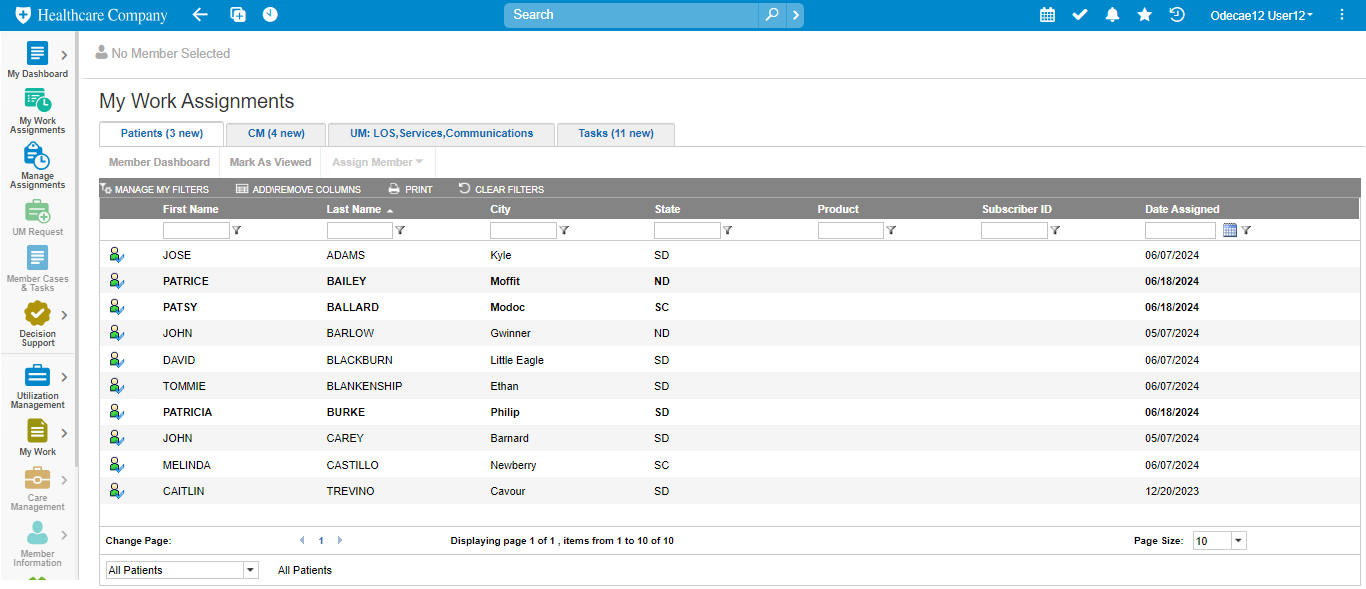 Healthcare Company Search Odecae12 User12
No Member Selected
My Dashboard
My Work
Assignments
Manage
Assignments
UM Request
Member Cases
& Tasks
Decision
Support
Utilization
Management
My Work
Care
Management
Member
Information
My Work Assignments
Patients (3 new) CM (4 new) UM: LOS,Services,Communications Tasks (11 new)
Member Dashboard Mark As Viewed Assign Member
MANAGE MY FILTERS ADD\REMOVE COLUMNS PRINT CLEAR FILTERS
First Name Last Name City State Product Subscriber ID Date Assigned
JOSE ADAMS Kyle SD 06/07/2024
PATRICE BAILEY Moffit ND 06/18/2024
PATSY BALLARD Modoc SC 06/18/2024
JOHN BARLOW Gwinner ND 05/07/2024
DAVID BLACKBURN Little Eagle SD 06/07/2024
TOMMIE BLANKENSHIP Ethan SD 06/07/2024
PATRICIA BURKE Philip SD 06/18/2024
JOHN CAREY Barnard SD 05/07/2024
MELINDA CASTILLO Newberry SC 06/07/2024
CAITLIN TREVINO Cavour SD 12/20/2023
Change Page: 1 Displaying page 1 of 1 , items from 1 to 10 of 10 Page Size: 10
All Patients All Patients